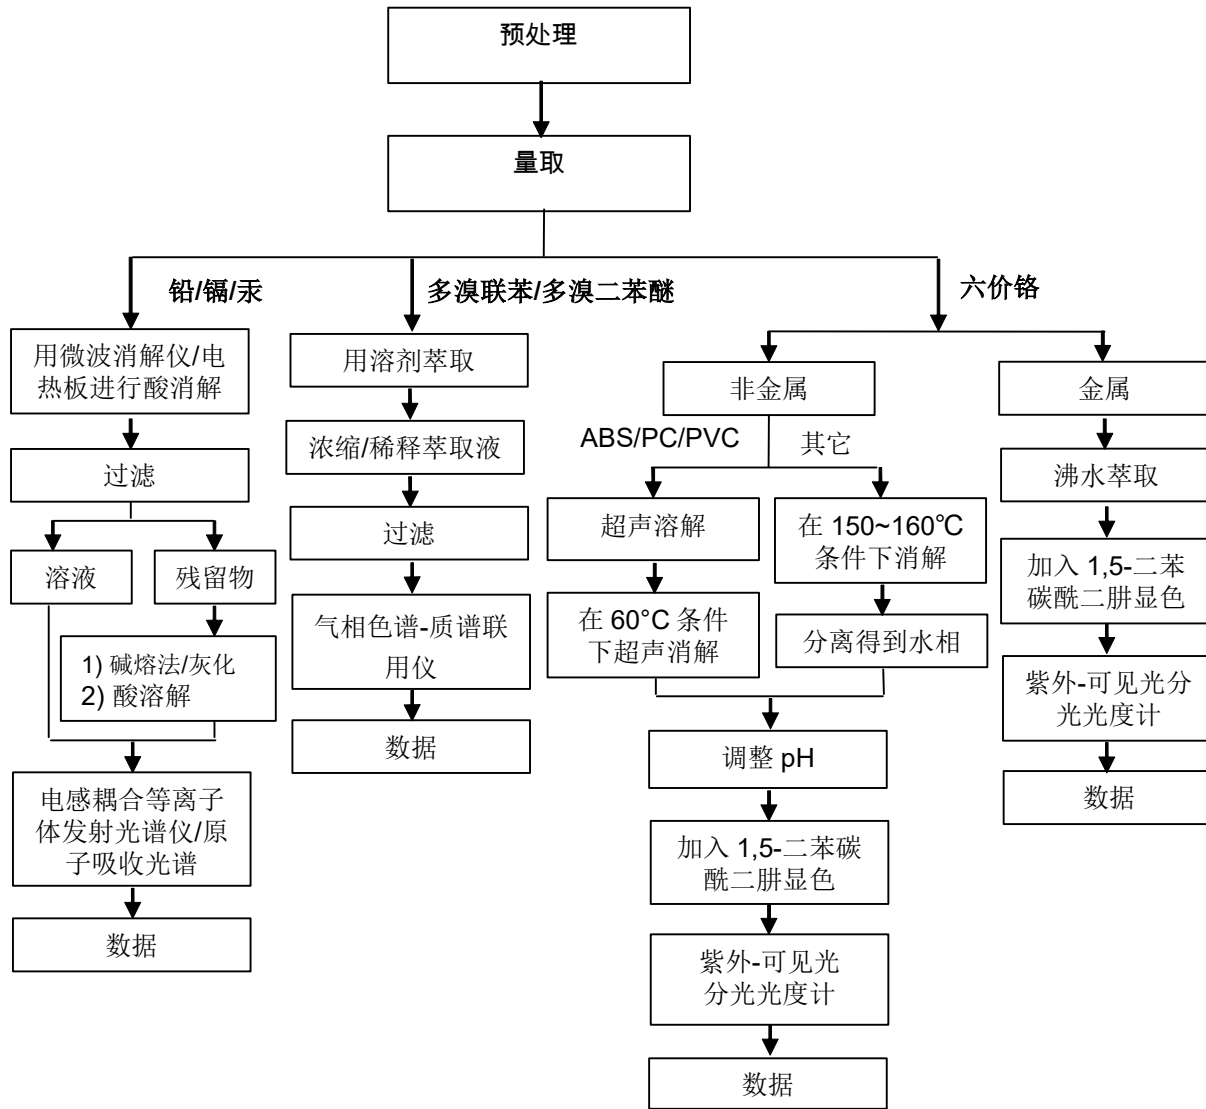 预处理
量取
铅/镉/汞
多溴联苯/多溴二苯醚
六价铬
用微波消解仪/电
热板进行酸消解
过滤
溶液
残留物
1) 碱熔法/灰化
2) 酸溶解
电感耦合等离子
体发射光谱仪/原
子吸收光谱
数据
用溶剂萃取
浓缩/稀释萃取液
过滤
气相色谱-质谱联
用仪
数据
非金属
ABS/PC/PVC
其它
超声溶解
在 60°C 条件
下超声消解
在 150~160℃
条件下消解
分离得到水相
调整 pH
加入 1,5-二苯碳
酰二肼显色
紫外-可见光
分光光度计
数据
金属
沸水萃取
加入 1,5-二苯
碳酰二肼显色
紫外-可见光分
光光度计
数据